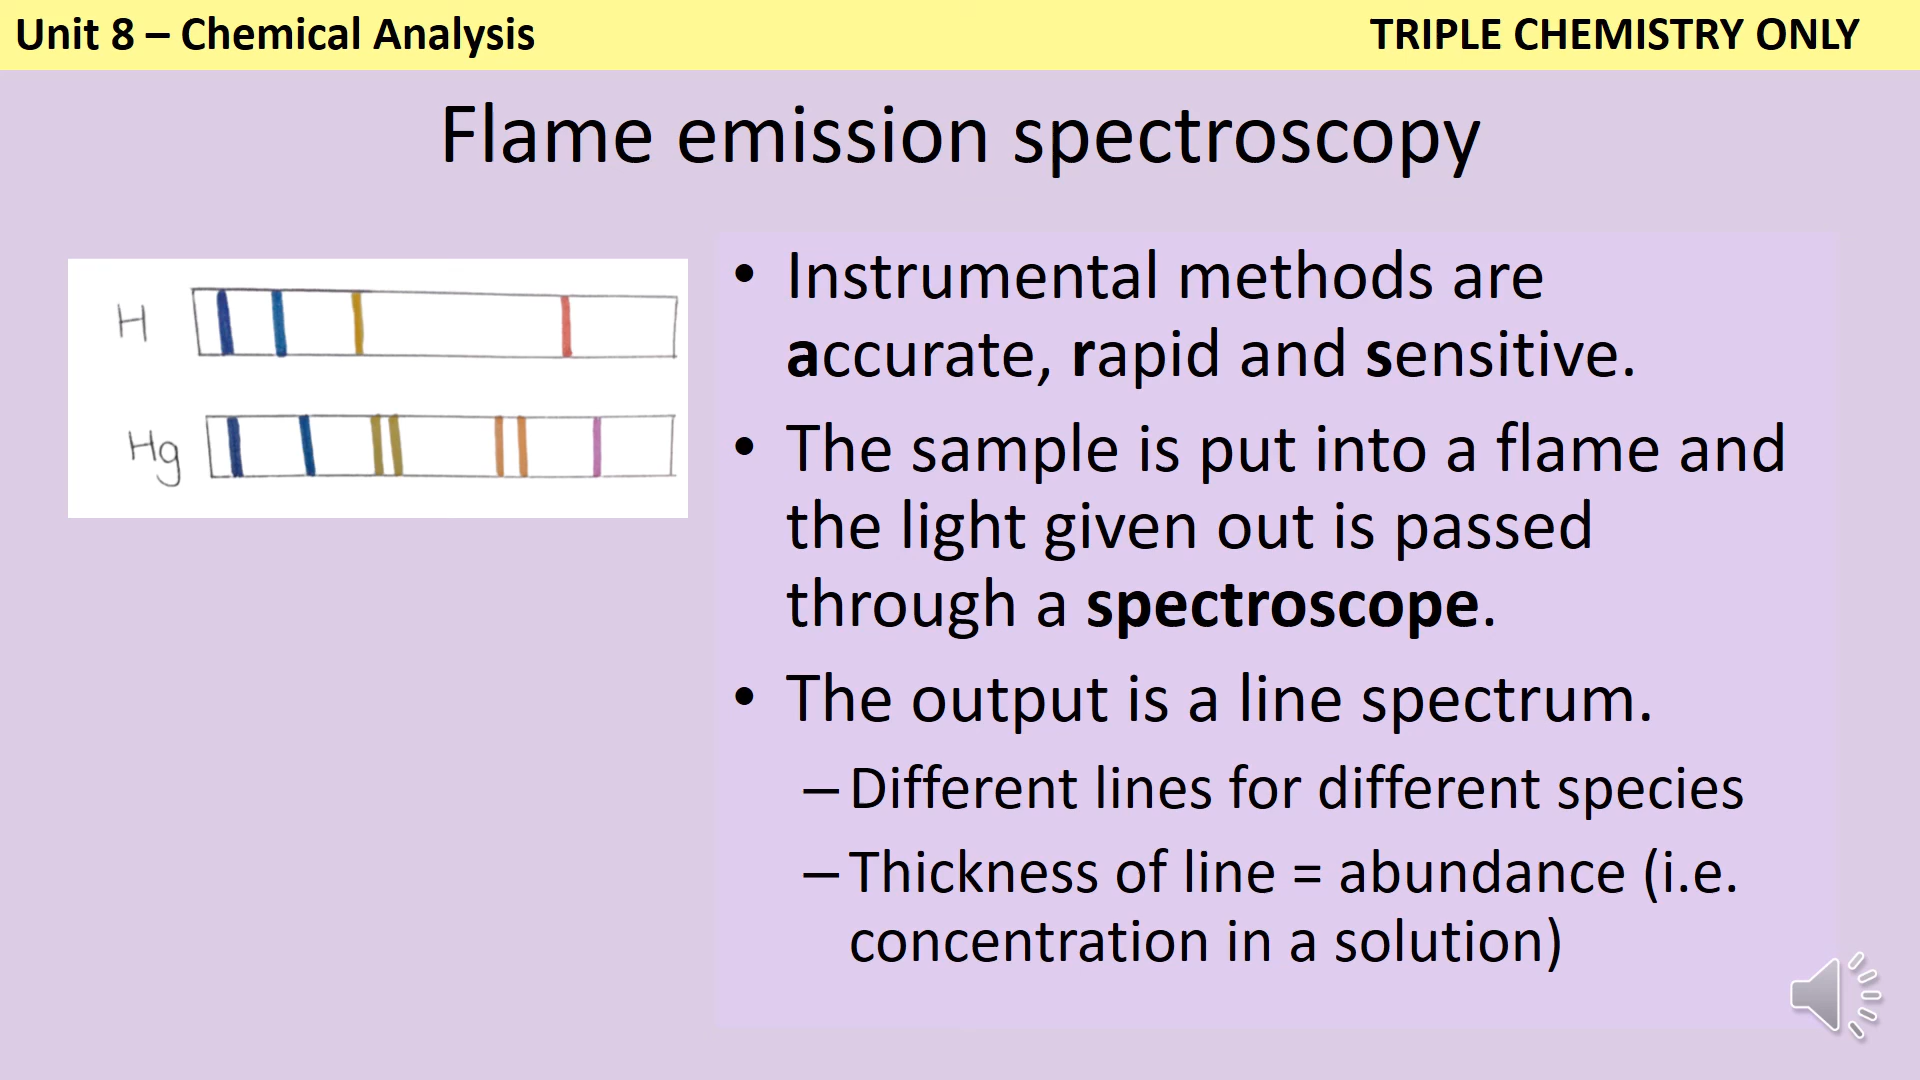 Unit 8 – Chemical Analysis
TRIPLE CHEMISTRY ONLY
Flame emission spectroscopy
H
Hg
• Instrumental methods are
accurate, rapid and sensitive.
• The sample is put into a flame and
the light given out is passed
through a spectroscope.
• The output is a line spectrum.
– Different lines for different species
– Thickness of line = abundance (i.e.
concentration in a solution)